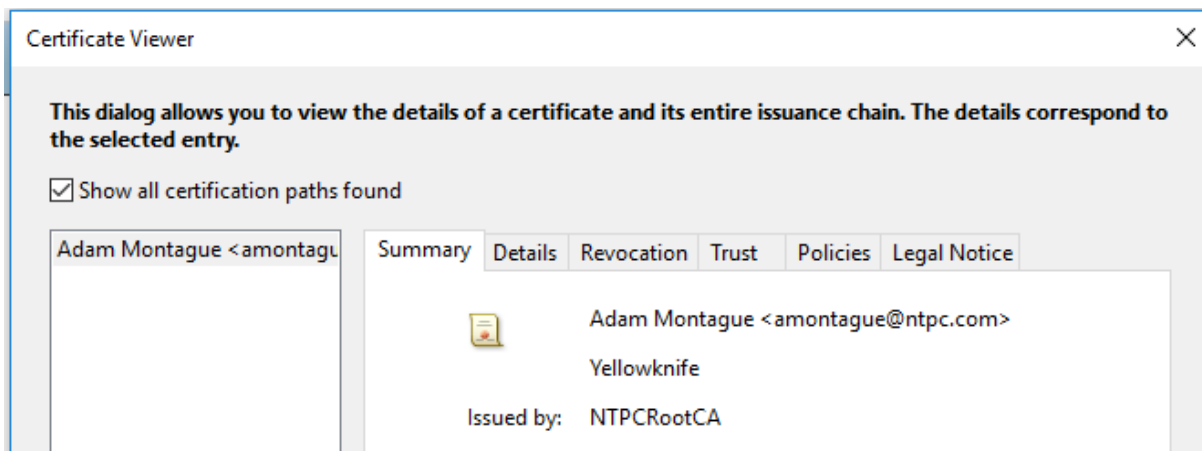 Certificate Viewer
This dialog allows you to view the details of a certificate and its entire issuance chain. The details correspond to
the selected entry.
Show all certification paths found
Adam Montague <amontagu
Summary Details Revocation Trust Policies Legal Notice
Adam Montague <amontague@ntpc.com>
Yellowknife
Issued by: NTPCRootCA